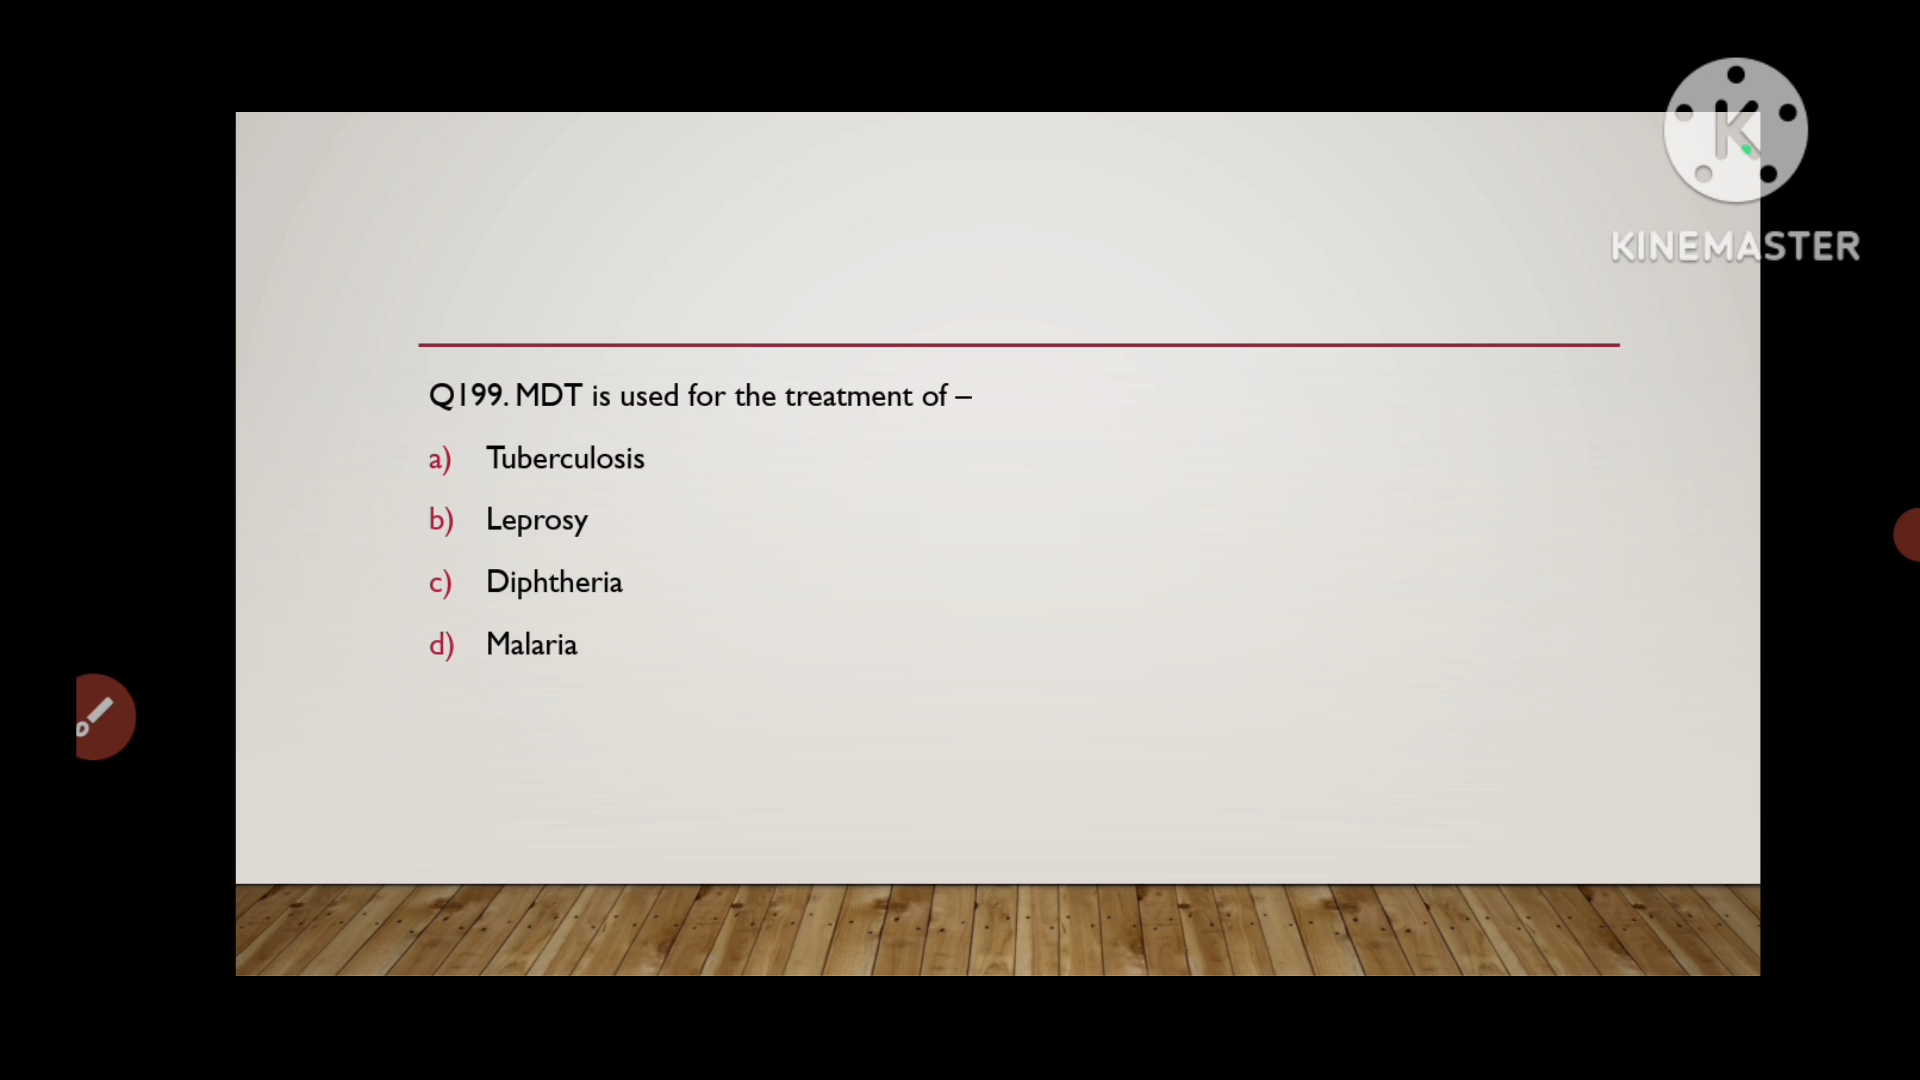 KINEMASTER
Q199. MDT is used for the treatment of –
a) Tuberculosis
b) Leprosy
c) Diphtheria
d) Malaria